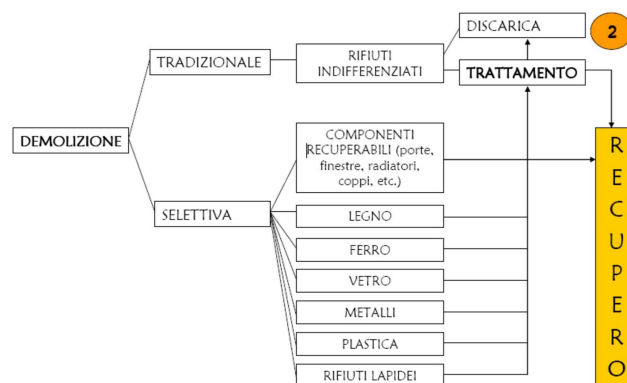 DISCARICA
2
TRADIZIONALE
RIFIUTI
INDIFFERENZIATI
TRATTAMENTO
DEMOLIZIONE
COMPONENTI
RECUPERABILI (porte,
finestre, radiatori,
coppi, etc.)
SELETTIVA
LEGNO
FERRO
VETRO
METALLI
PLASTICA
RIFIUTI LAPIDEI
R
E
C
U
P
E
R
O